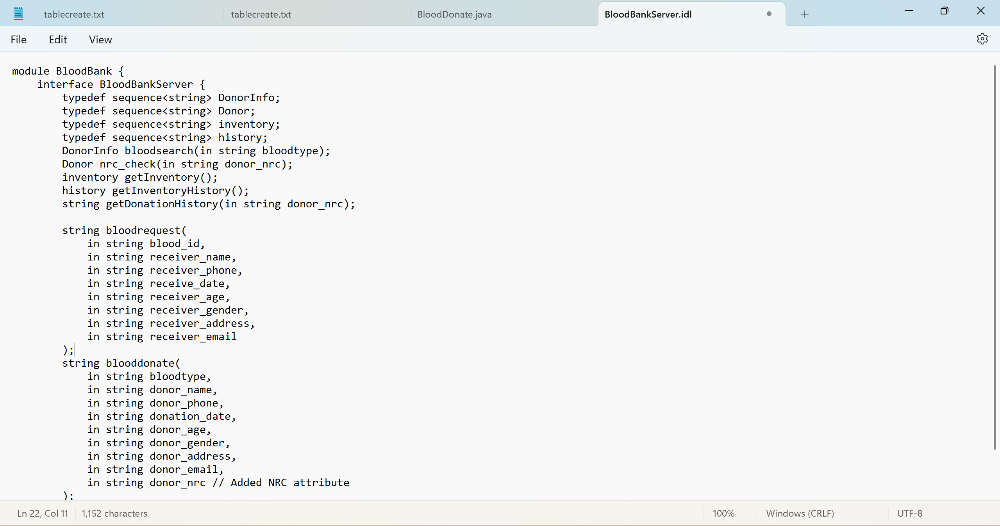 tablecreate.txt
tablecreate.txt
BloodDonate.java
BloodBankServer.idl
File Edit View
module BloodBank {
    interface BloodBankServer {
        typedef sequence<string> DonorInfo;
        typedef sequence<string> Donor;
        typedef sequence<string> inventory;
        typedef sequence<string> history;
        DonorInfo bloodsearch(in string bloodtype);
        Donor nrc_check(in string donor_nrc);
        inventory getInventory();
        history getInventoryHistory();
        string getDonationHistory(in string donor_nrc);

        string bloodrequest(
            in string blood_id,
            in string receiver_name,
            in string receiver_phone,
            in string receive_date,
            in string receiver_age,
            in string receiver_gender,
            in string receiver_address,
            in string receiver_email
        );
        string blooddonate(
            in string bloodtype,
            in string donor_name,
            in string donor_phone,
            in string donation_date,
            in string donor_age,
            in string donor_gender,
            in string donor_address,
            in string donor_email,
            in string donor_nrc // Added NRC attribute
        );
Ln 22, Col 11 1,152 characters 100% Windows (CRLF) UTF-8